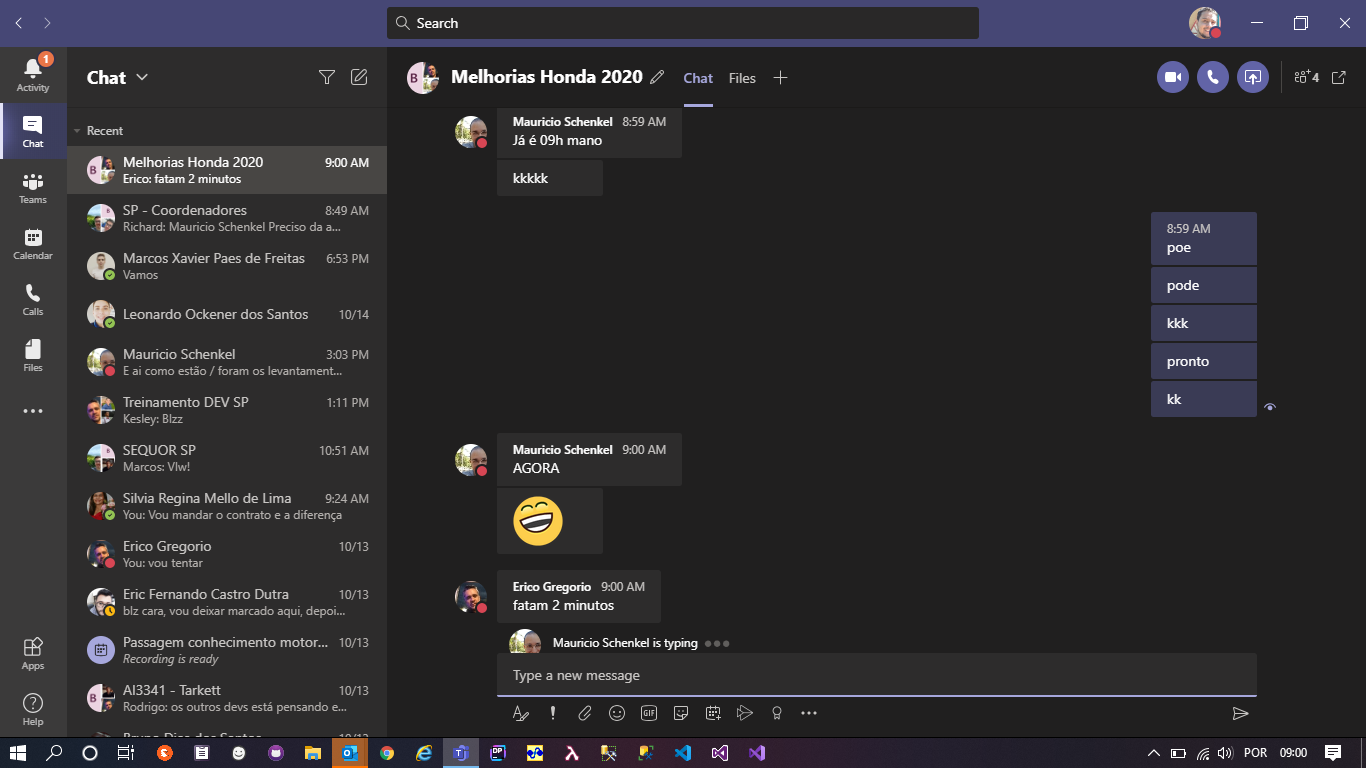 Search
1
Activity
Chat
Teams
Calendar
Calls
Files
Apps
Help
Chat
Recent
Melhorias Honda 2020 9:00 AM
Erico: fatam 2 minutos
SP - Coordenadores 8:49 AM
Richard: Mauricio Schenkel Preciso da a...
Marcos Xavier Paes de Freitas 6:53 PM
Vamos
Leonardo Ockener dos Santos 10/14
Mauricio Schenkel 3:03 PM
E ai como estão / foram os levantament...
Treinamento DEV SP 1:11 PM
Kesley: Blzz
SEQUOR SP 10:51 AM
Marcos: Vlw!
Silvia Regina Mello de Lima 9:24 AM
You: Vou mandar o contrato e a diferença
Erico Gregorio 10/13
You: vou tentar
Eric Fernando Castro Dutra 10/13
blz cara, vou deixar marcado aqui, depoi...
Passagem conhecimento motor... 10/13
Recording is ready
B
AI3341 - Tarkett 10/13
Rodrigo: os outros devs está pensando e...
Bruno Dias dos Santos
B
Melhorias Honda 2020
Chat Files
4
Mauricio Schenkel 8:59 AM
Já é 09h mano
kkkkk
8:59 AM
poe
pode
kkk
pronto
kk
Mauricio Schenkel 9:00 AM
AGORA
Erico Gregorio 9:00 AM
fatam 2 minutos
Mauricio Schenkel is typing
Type a new message
GIF
POR 09:00